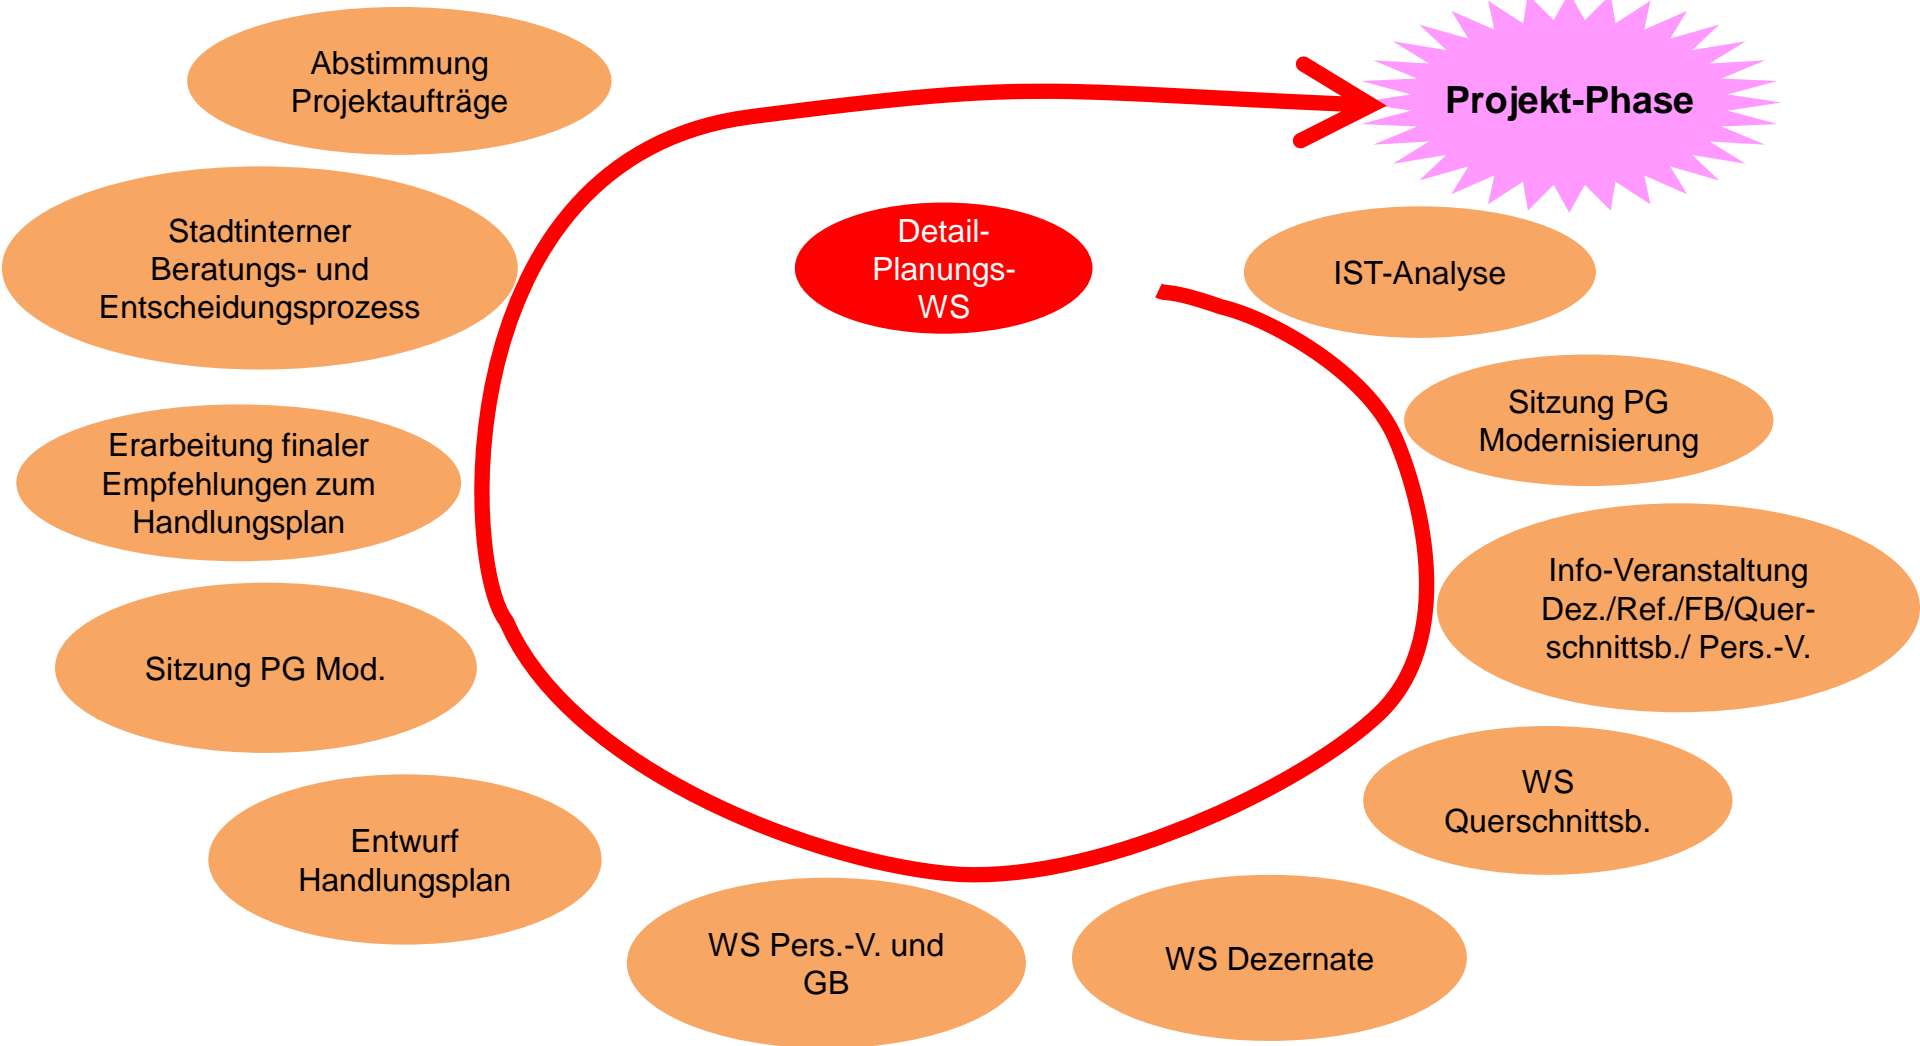 Abstimmung
Projektaufträge
Projekt-Phase
Stadtinterner
Beratungs- und
Entscheidungsprozess
Detail-
Planungs-
WS
IST-Analyse
Sitzung PG
Modernisierung
Erarbeitung finaler
Empfehlungen zum
Handlungsplan
Info-Veranstaltung
Dez./Ref./FB/Quer-
schnittsb./ Pers.-V.
Sitzung PG Mod.
WS
Querschnittsb.
Entwurf
Handlungsplan
WS Pers.-V. und
GB
WS Dezernate